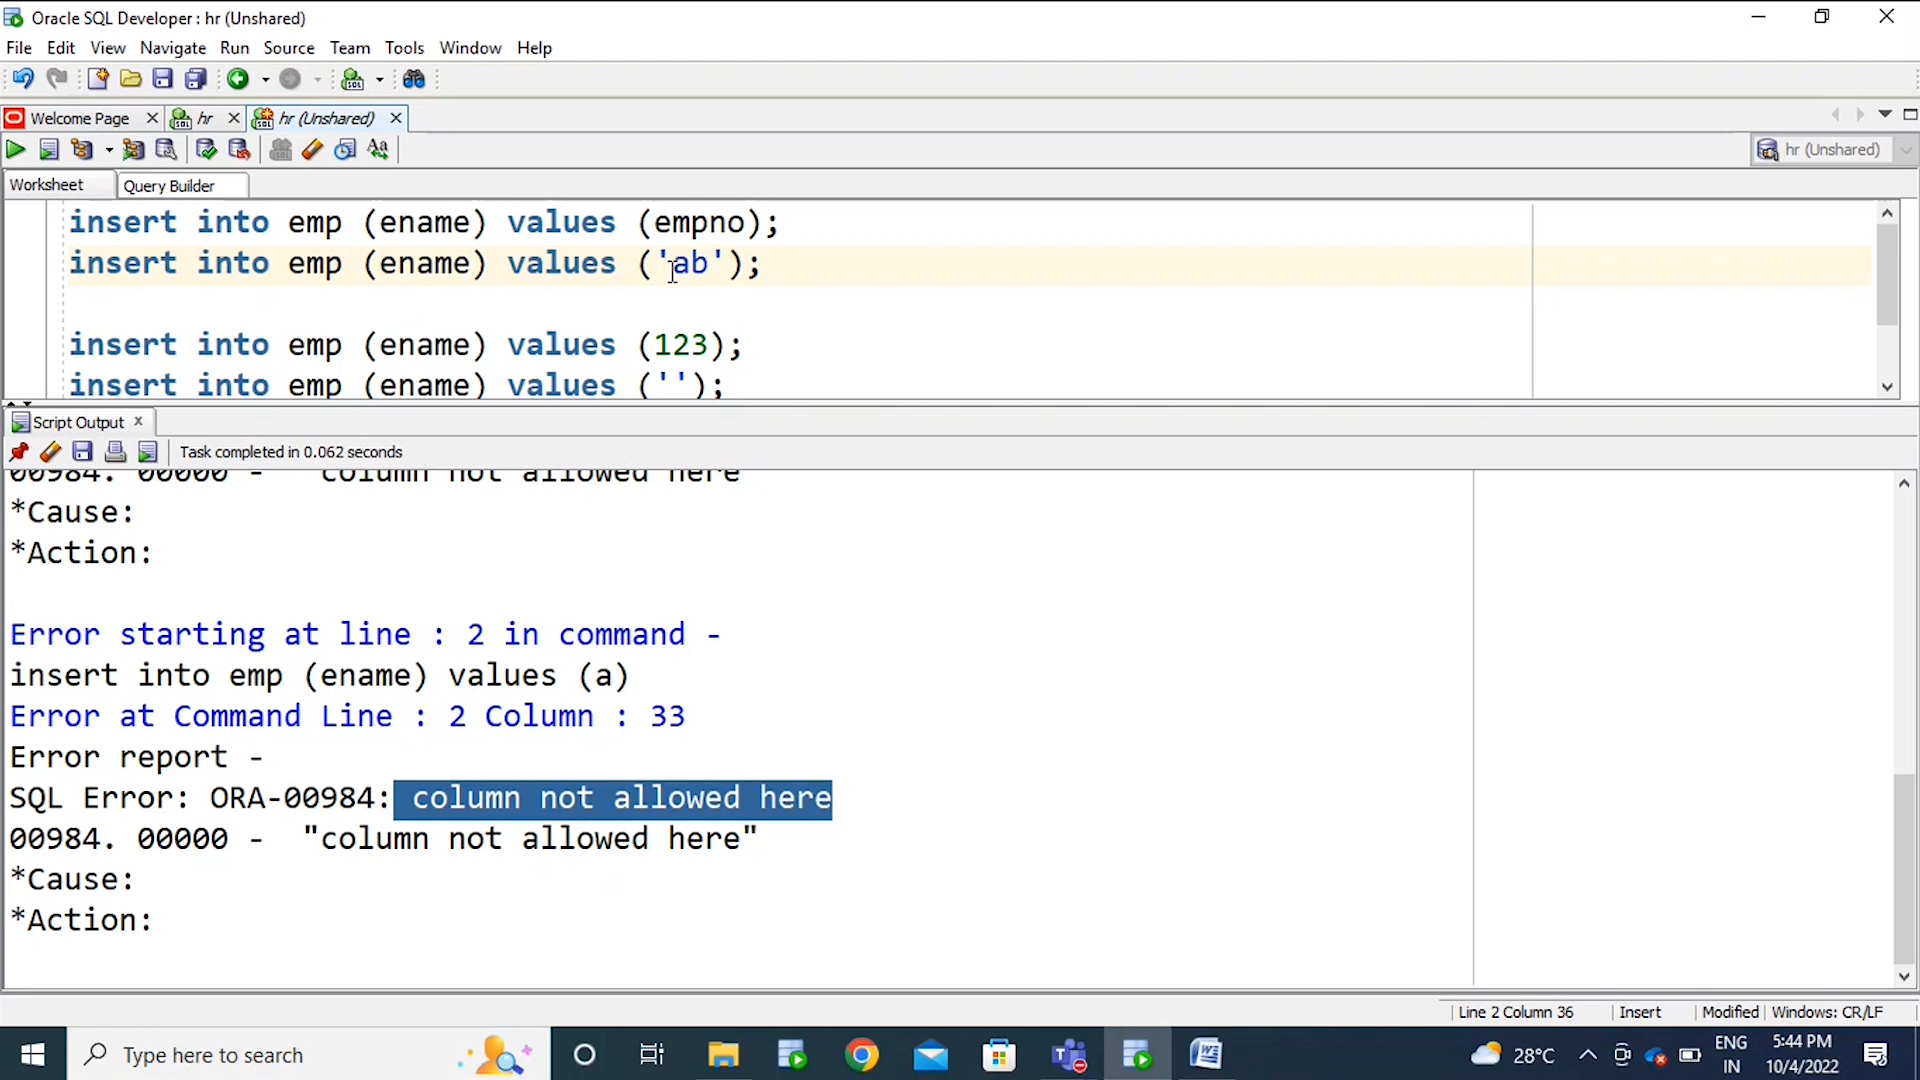 Oracle SQL Developer : hr (Unshared)
File Edit View Navigate Run Source Team Tools Window Help
Welcome Page hr hr (Unshared)
hr (Unshared)
Worksheet Query Builder
insert into emp (ename) values (empno);
insert into emp (ename) values ('ab');
insert into emp (ename) values (123);
insert into emp (ename) values ('');
Script Output
Task completed in 0.062 seconds
00984. 00000 - "column not allowed here"
*Cause:
*Action:
Error starting at line : 2 in command -
insert into emp (ename) values (a)
Error at Command Line : 2 Column : 33
Error report -
SQL Error: ORA-00984: column not allowed here
00984. 00000 - "column not allowed here"
*Cause:
*Action:
Line 2 Column 36 Insert Modified Windows: CR/LF
Type here to search
28°C
ENG
IN
5:44 PM
10/4/2022